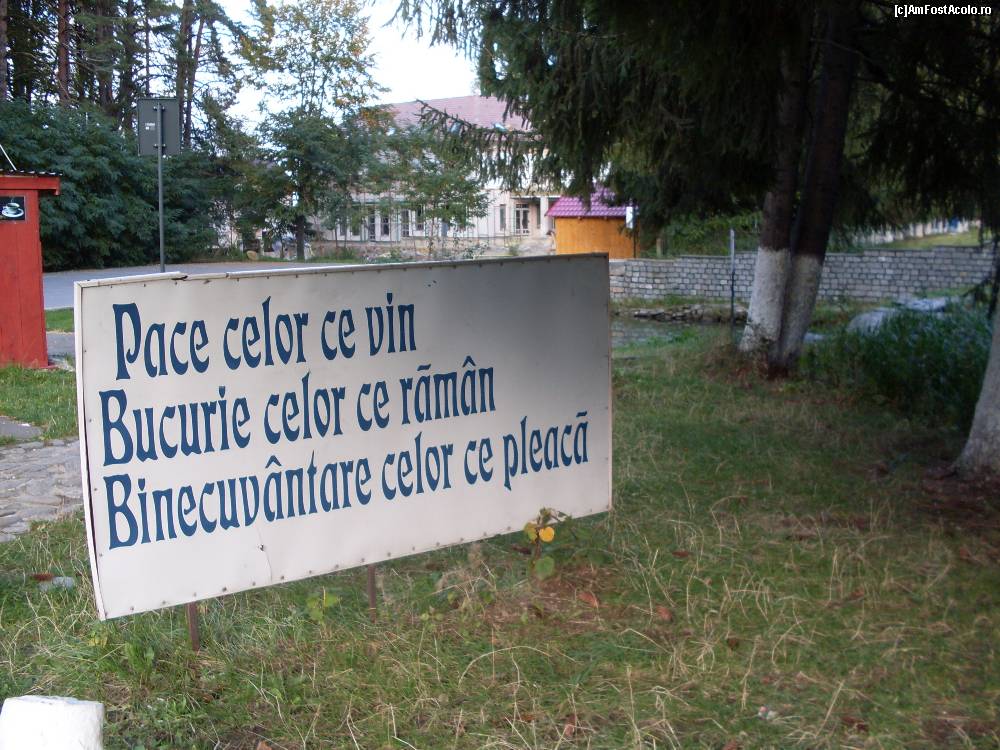 [c]AmFostAcolo.ro
Pace celor ce vin
Bucurie celor ce rămân
Binecuvântare celor ce pleacă